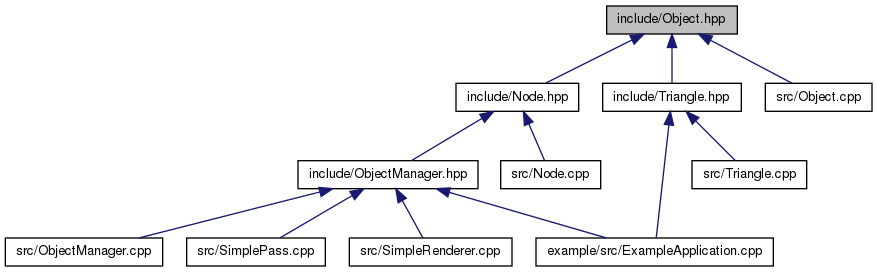 include/Object.hpp
include/Node.hpp
include/Triangle.hpp
src/Object.cpp
include/ObjectManager.hpp
src/Node.cpp
src/Triangle.cpp
src/ObjectManager.cpp
src/SimplePass.cpp
src/SimpleRenderer.cpp
example/src/ExampleApplication.cpp